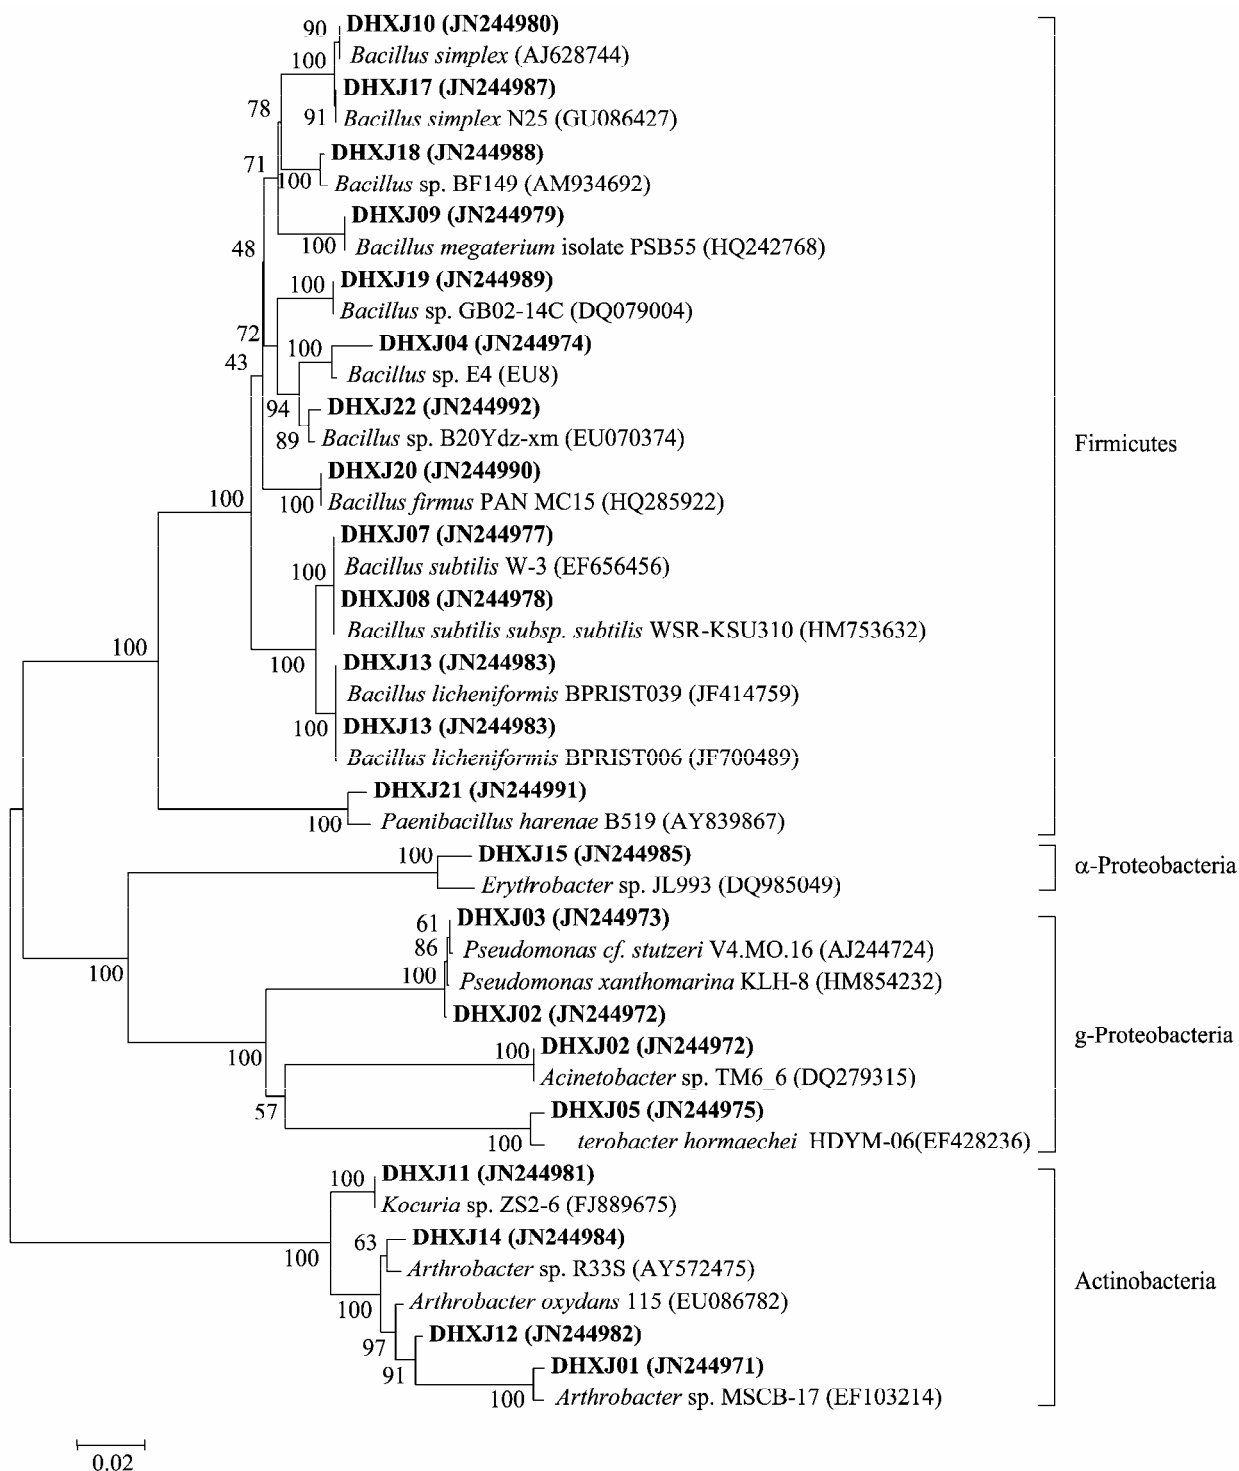 90
DHXJ10 (JN244980)
100
Bacillus simplex (AJ628744)
DHXJ17 (JN244987)
78
91
Bacillus simplex N25 (GU086427)
DHXJ18 (JN244988)
71
100
Bacillus sp. BF149 (AM934692)
DHXJ09 (JN244979)
48
100
Bacillus megaterium isolate PSB55 (HQ242768)
100
DHXJ19 (JN244989)
Bacillus sp. GB02-14C (DQ079004)
72
100
DHXJ04 (JN244974)
43
Bacillus sp. E4 (EU8)
94
DHXJ22 (JN244992)
89
Bacillus sp. B20Ydz-xm (EU070374)
Firmicutes
DHXJ20 (JN244990)
100
100
Bacillus firmus PAN MC15 (HQ285922)
DHXJ07 (JN244977)
100
Bacillus subtilis W-3 (EF656456)
DHXJ08 (JN244978)
Bacillus subtilis subsp. subtilis WSR-KSU310 (HM753632)
100
100
DHXJ13 (JN244983)
Bacillus licheniformis BPRIST039 (JF414759)
100
DHXJ13 (JN244983)
Bacillus licheniformis BPRIST006 (JF700489)
DHXJ21 (JN244991)
100
Paenibacillus harenae B519 (AY839867)
100
DHXJ15 (JN244985)
α-Proteobacteria
Erytḥrobacter sp. JL993 (DQ985049)
61
DHXJ03 (JN244973)
86
Pseudomonas cf. stutzeri V4.MO.16 (AJ244724)
100
100
Pseudomonas xanthomarina KLH-8 (HM854232)
DHXJ02 (JN244972)
g-Proteobacteria
100
100
DHXJ02 (JN244972)
Acinetobacter sp. TM6_6 (DQ279315)
57
DHXJ05 (JN244975)
100
terobacter hormaechei HDYM-06(EF428236)
100
DHXJ11 (JN244981)
Kocuria sp. ZS2-6 (FJ889675)
63
DHXJ14 (JN244984)
100
Arthrobacter sp. R33S (AY572475)
Actinobacteria
100
Arthrobacter oxydans 115 (EU086782)
97
DHXJ12 (JN244982)
91
DHXJ01 (JN244971)
100
Arthrobacter sp. MSCB-17 (EF103214)
0.02